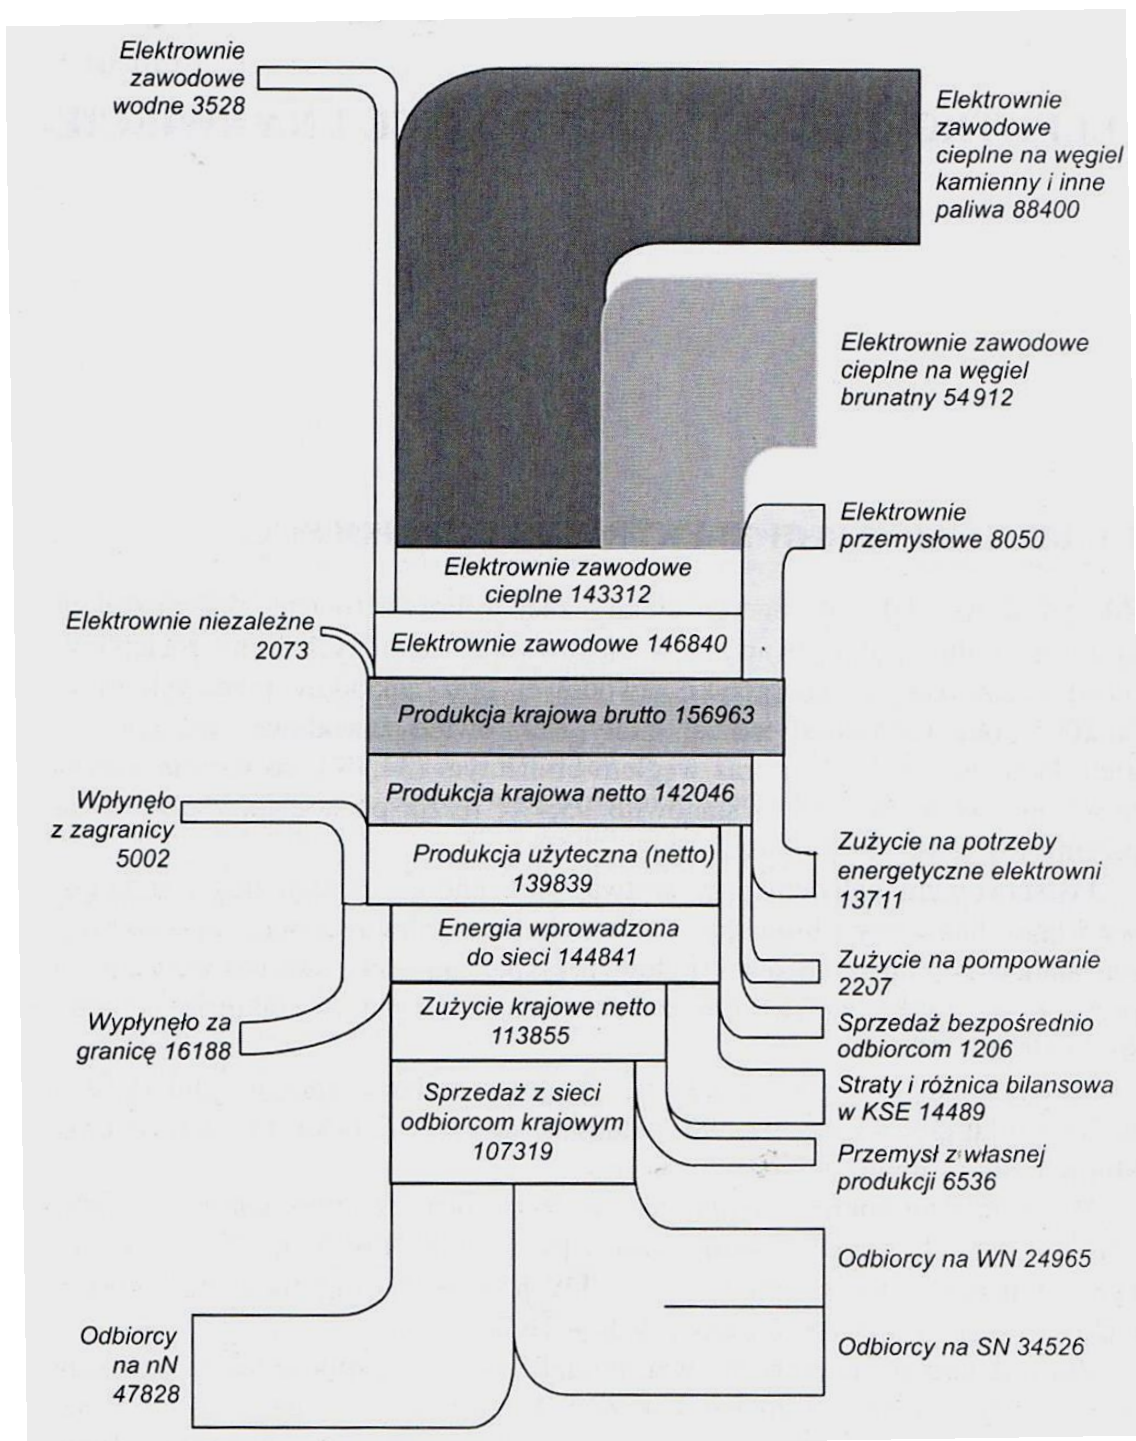 Elektrownie
zawodowe
wodne 3528
Elektrownie
zawodowe
cieplne na węgiel
kamienny i inne
paliwa 88400
Elektrownie zawodowe
cieplne na węgiel
brunatny 54912
Elektrownie
przemysłowe 8050
Elektrownie zawodowe
cieplne 143312
Elektrownie niezależne
2073
Elektrownie zawodowe 146840
Produkcja krajowa brutto 156963
Produkcja krajowa netto 142046
Wpłynęło
z zagranicy
5002
Produkcja użyteczna (netto)
139839
Zużycie na potrzeby
energetyczne elektrowni
13711
Energia wprowadzona
do sieci 144841
Zużycie na pompowanie
2207
Wypłynęło za
granicę 16188
Zużycie krajowe netto
113855
Sprzedaż bezpośrednio
odbiorcom 1206
Straty i różnica bilansowa
w KSE 14489
Sprzedaż z sieci
odbiorcom krajowym
107319
Przemysł z własnej
produkcji 6536
Odbiorcy na WN 24965
Odbiorcy na SN 34526
Odbiorcy
na nN
47828